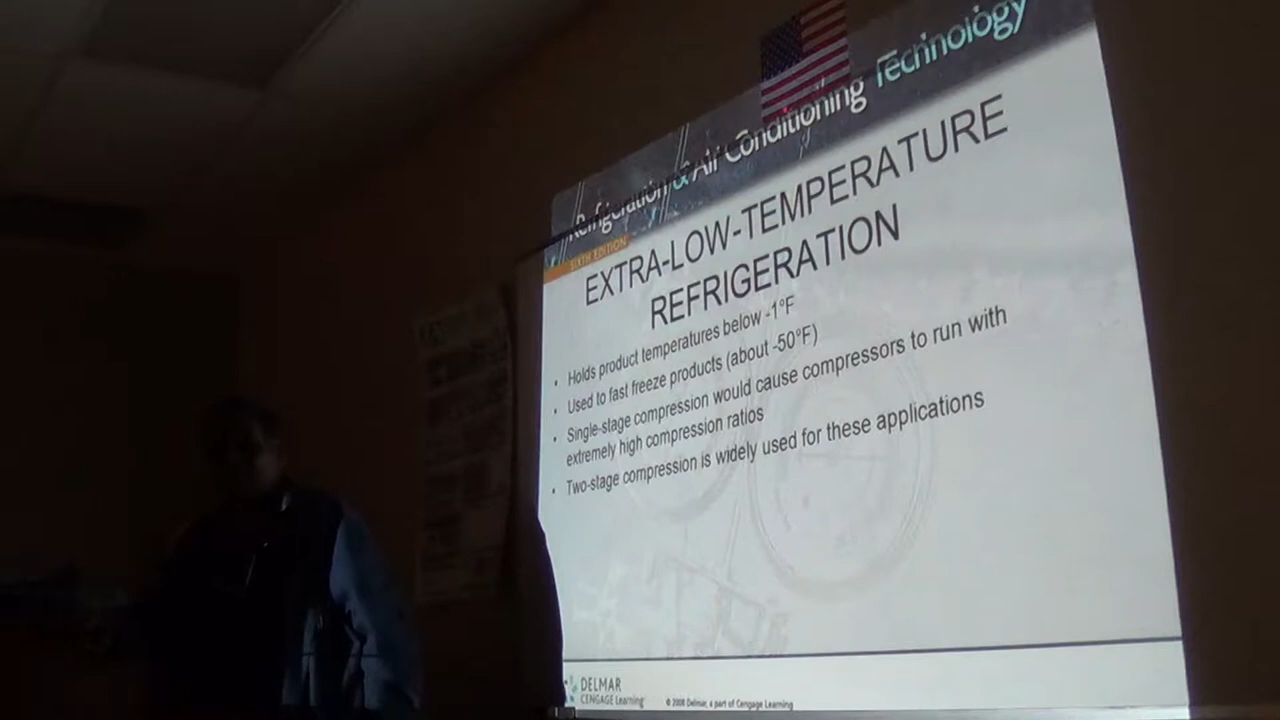 Refrigeration & Air Conditioning Technology
SIXTH EDITION
EXTRA-LOW-TEMPERATURE
REFRIGERATION
• Holds product temperatures below -1°F
• Used to fast freeze products (about -50°F)
• Single-stage compression would cause compressors to run with
extremely high compression ratios
• Two-stage compression is widely used for these applications
DELMAR
CENGAGE Learning
© 2008 Delmar, a part of Cengage Learning